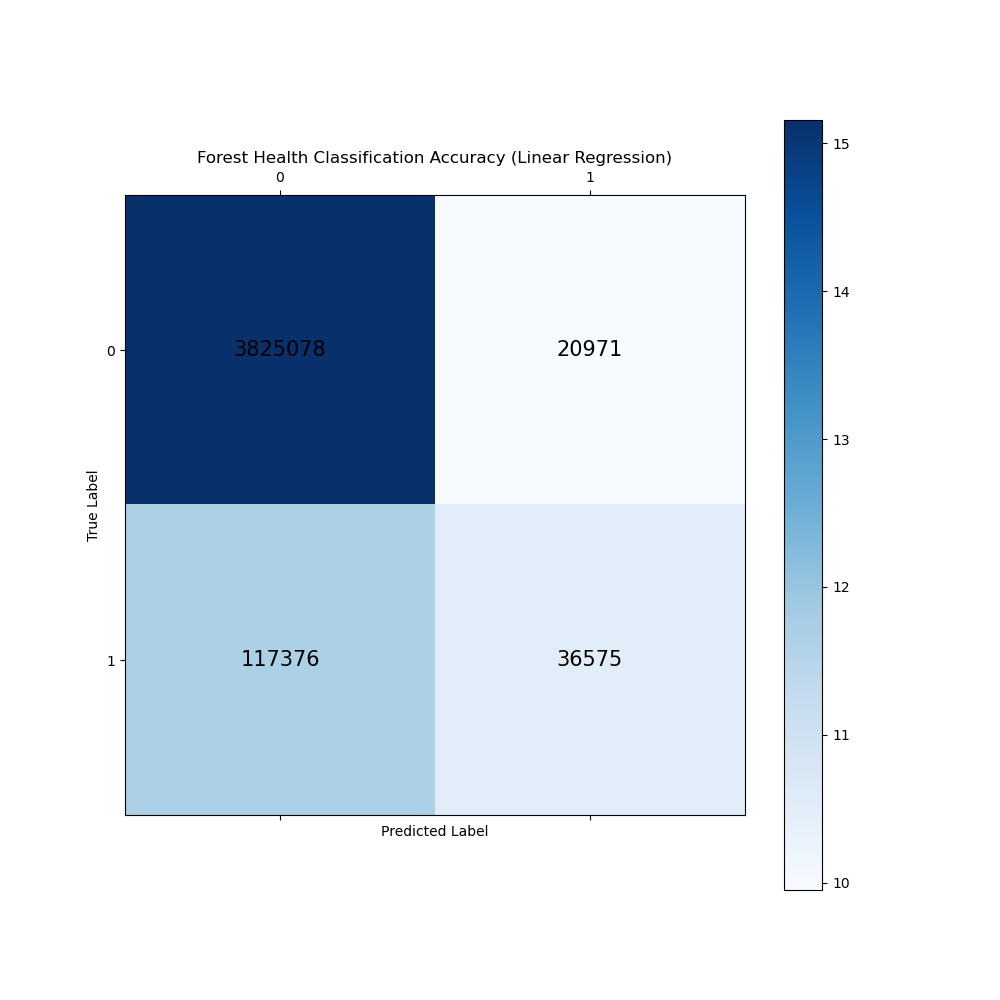 Forest Health Classification Accuracy (Linear Regression)
0 1
0 3825078 20971
1 117376 36575
True Label
Predicted Label
15
14
13
12
11
10